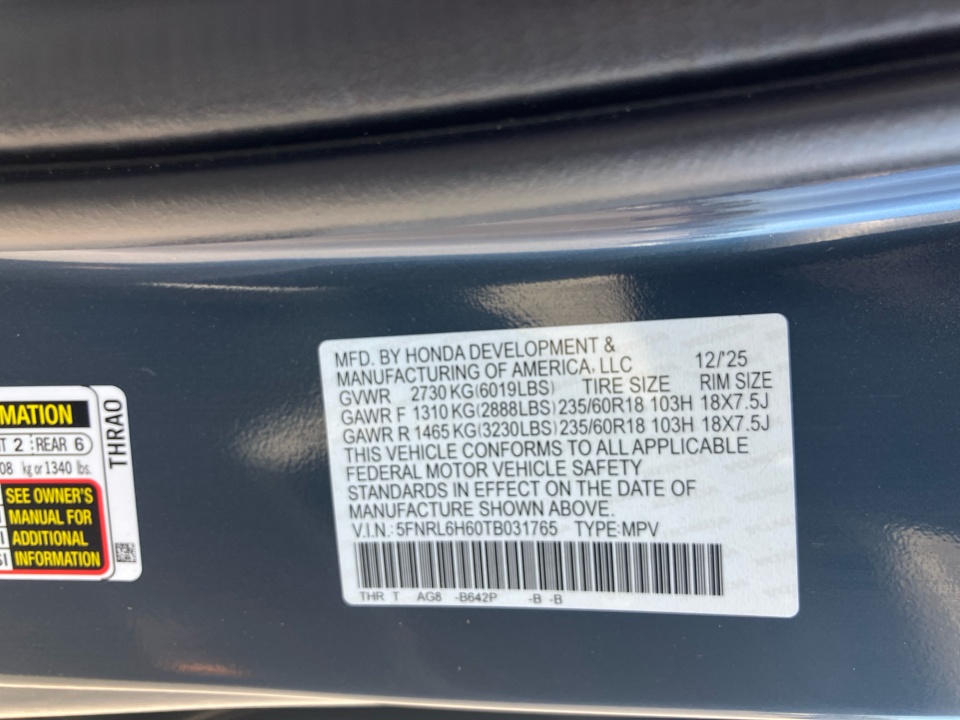 MFD. BY HONDA DEVELOPMENT &
MANUFACTURING OF AMERICA, LLC 12/'25
GVWR 2730 KG(6019LBS) TIRE SIZE RIM SIZE
GAWR F 1310 KG(2888LBS) 235/60R18 103H 18X7.5J
GAWR R 1465 KG(3230LBS) 235/60R18 103H 18X7.5J
THIS VEHICLE CONFORMS TO ALL APPLICABLE
FEDERAL MOTOR VEHICLE SAFETY
STANDARDS IN EFFECT ON THE DATE OF
MANUFACTURE SHOWN ABOVE.
V.I.N.: 5FNRL6H60TB031765 TYPE:MPV
THR T AG8 -B642P -B -B
MATION
T 2 REAR 6
08 kg or 1340 lbs.
SEE OWNER'S
MANUAL FOR
ADDITIONAL
INFORMATION
THRAO